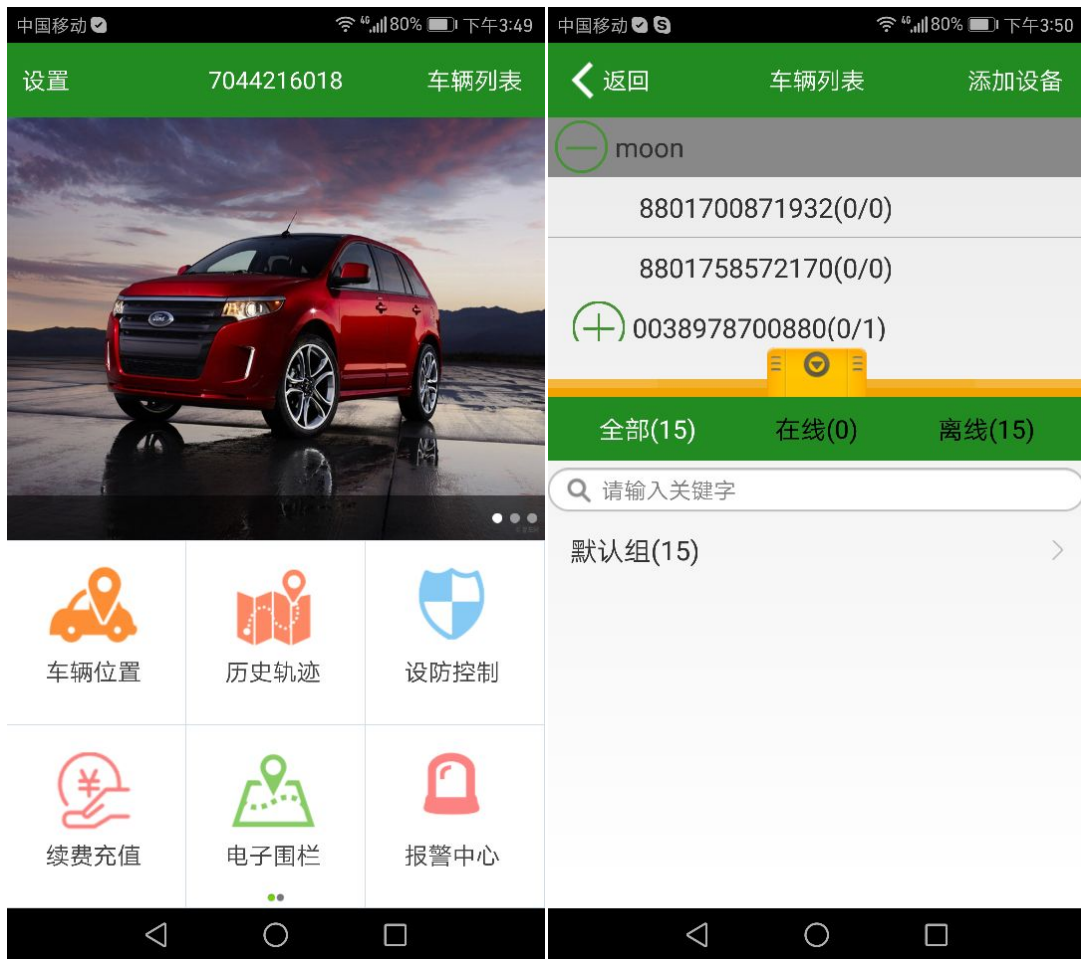 中国移动 4G 80% 下午3:49
设置 7044216018 车辆列表
Ford
车辆位置 历史轨迹 设防控制
续费充值 电子围栏 报警中心
中国移动 4G 80% 下午3:50
返回 车辆列表 添加设备
moon
8801700871932(0/0)
8801758572170(0/0)
0038978700880(0/1)
全部(15) 在线(0) 离线(15)
请输入关键字
默认组(15)